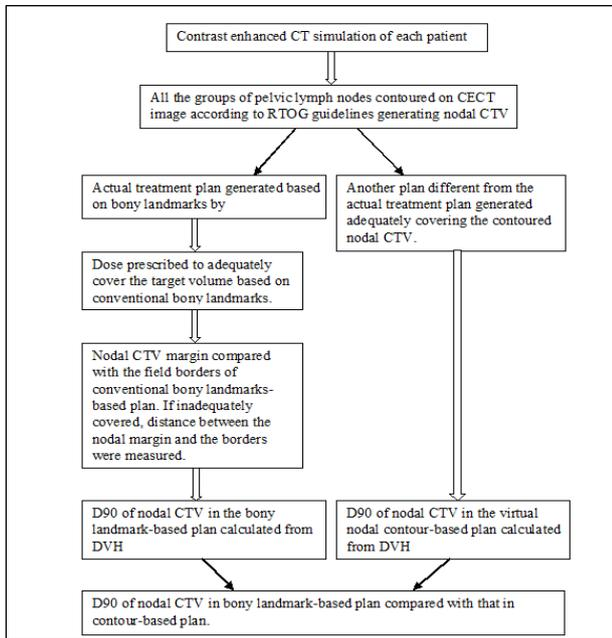 Contrast enhanced CT simulation of each patient
All the groups of pelvic lymph nodes contoured on CECT
image according to RTOG guidelines generating nodal CTV
Actual treatment plan generated based
on bony landmarks by
Another plan different from the
actual treatment plan generated
adequately covering the contoured
nodal CTV.
Dose prescribed to adequately
cover the target volume based on
conventional bony landmarks.
Nodal CTV margin compared
with the field borders of
conventional bony landmarks-
based plan. If inadequately
covered, distance between the
nodal margin and the borders
were measured.
D90 of nodal CTV in the bony
landmark-based plan calculated from
DVH
D90 of nodal CTV in the virtual
nodal contour-based plan calculated
from DVH
D90 of nodal CTV in bony landmark-based plan compared with that in
contour-based plan.